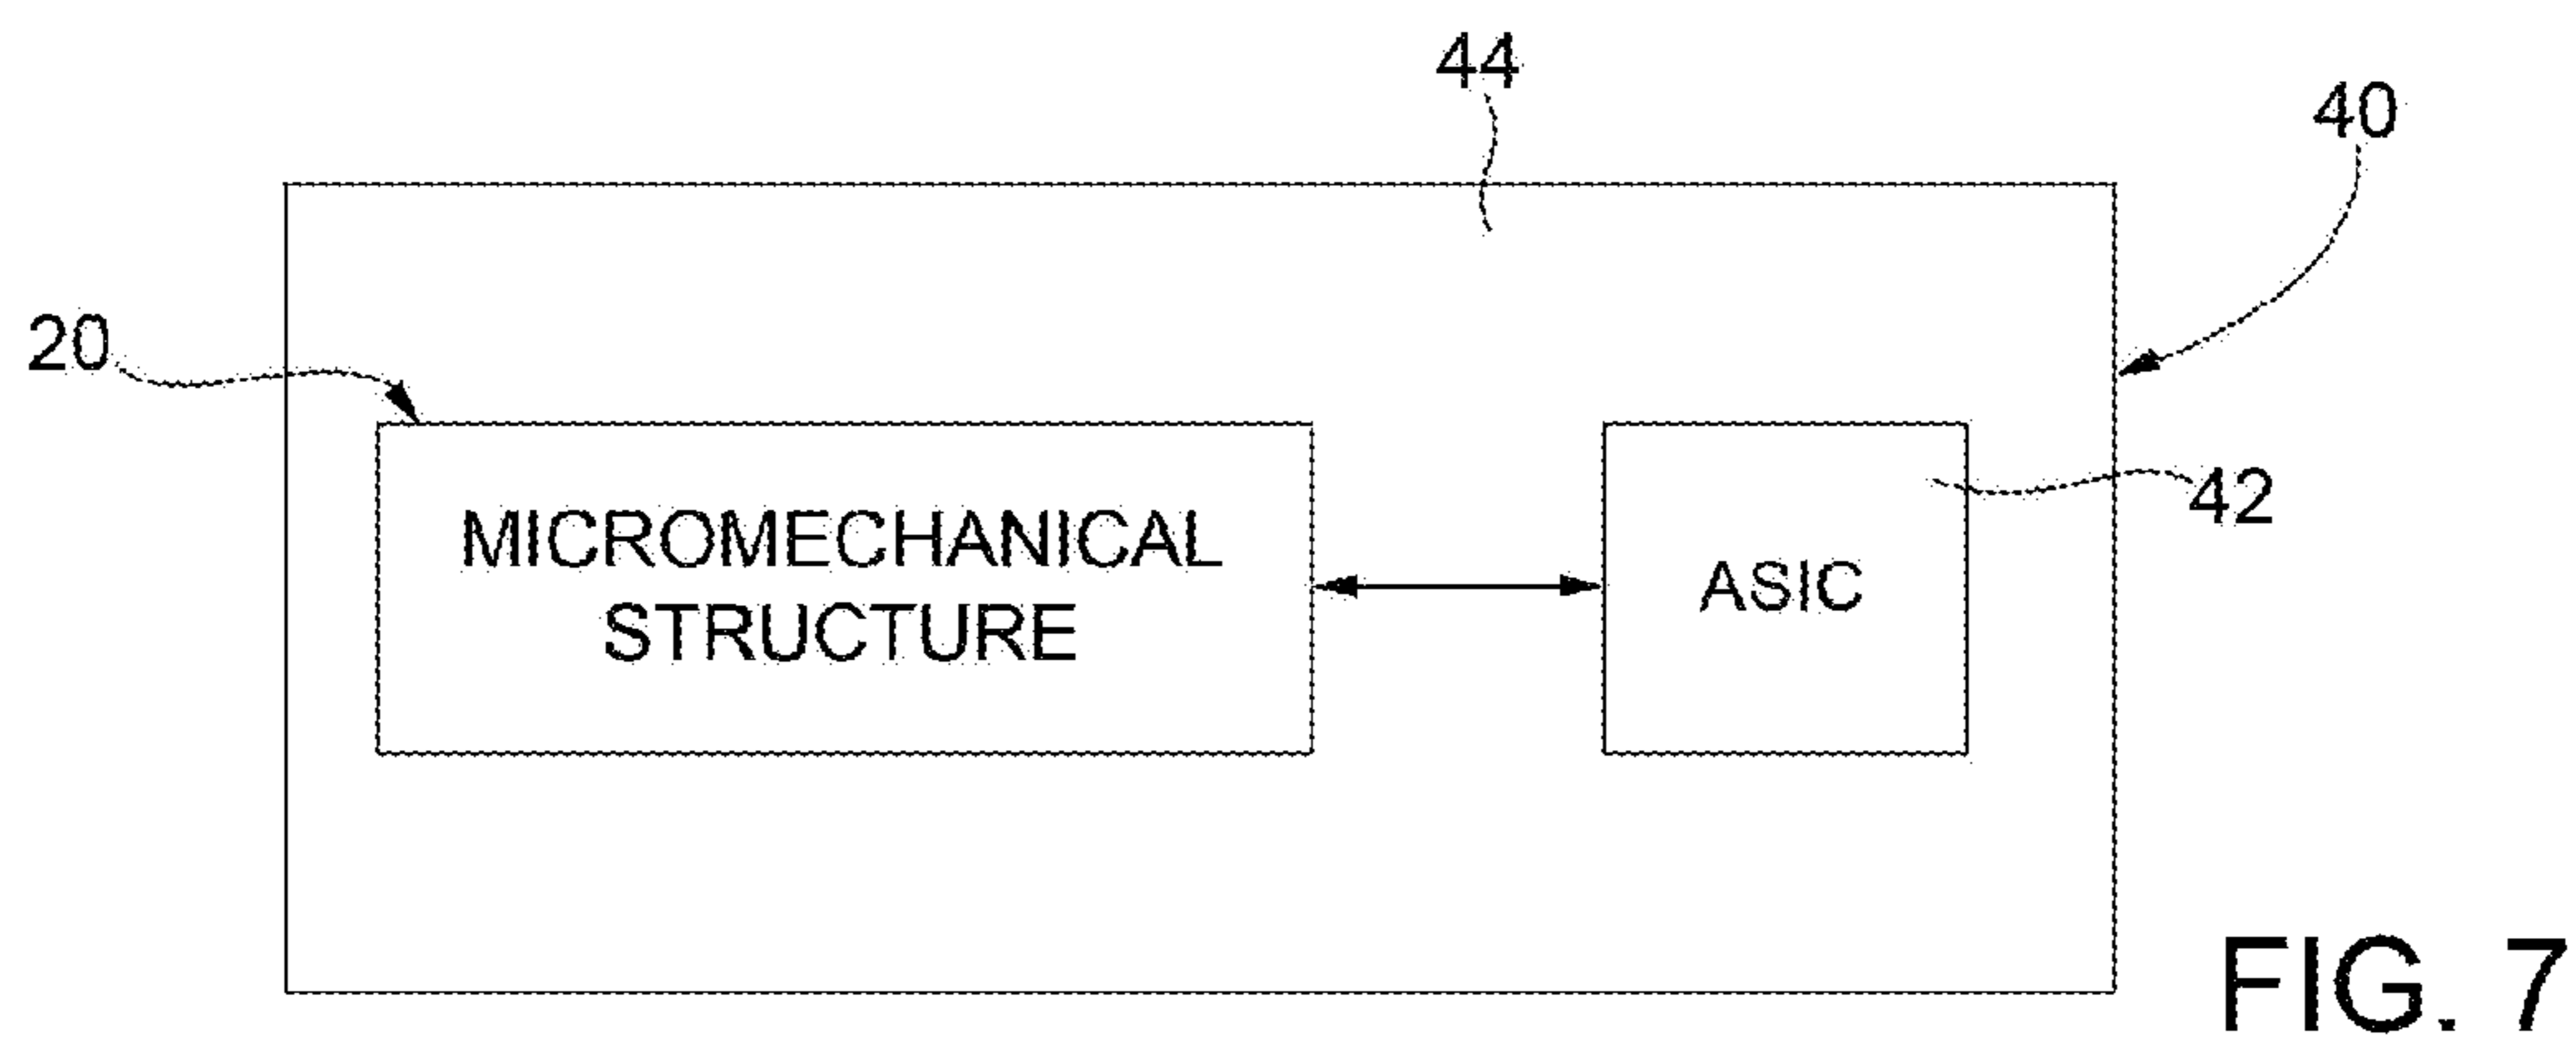 44
40
20
MICROMECHANICAL
STRUCTURE
42
ASIC
FIG. 7